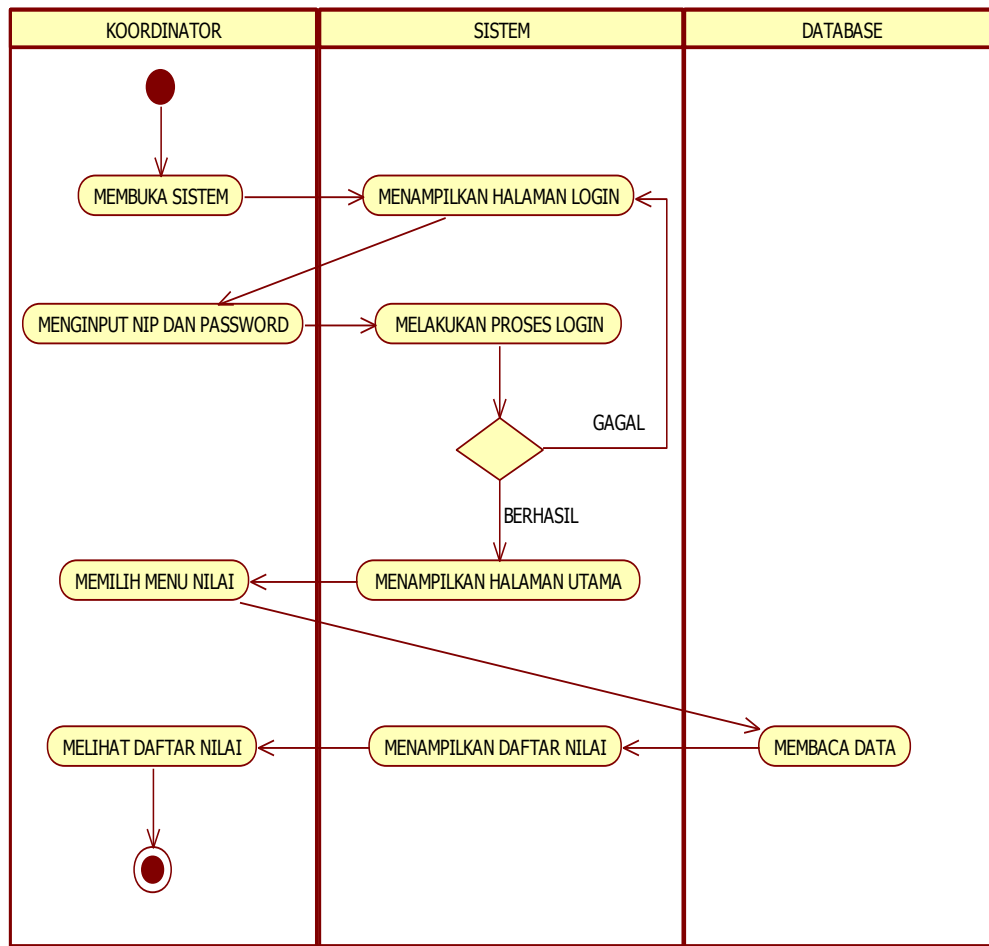 KOORDINATOR
SISTEM
DATABASE
MEMBUKA SISTEM
MENAMPILKAN HALAMAN LOGIN
MENGINPUT NIP DAN PASSWORD
MELAKUKAN PROSES LOGIN
GAGAL
BERHASIL
MEMILIH MENU NILAI
MENAMPILKAN HALAMAN UTAMA
MELIHAT DAFTAR NILAI
MENAMPILKAN DAFTAR NILAI
MEMBACA DATA